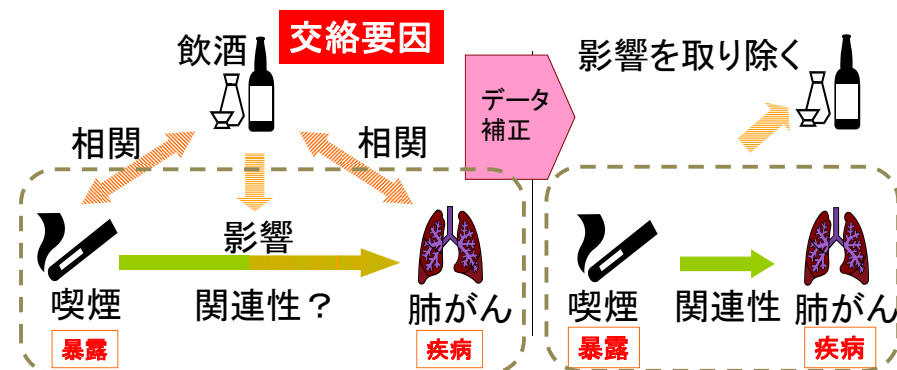 飲酒
交絡要因
相関
相関
影響
喫煙
関連性？
肺がん
暴露
疾病
データ
補正
影響を取り除く
喫煙
関連性
肺がん
暴露
疾病